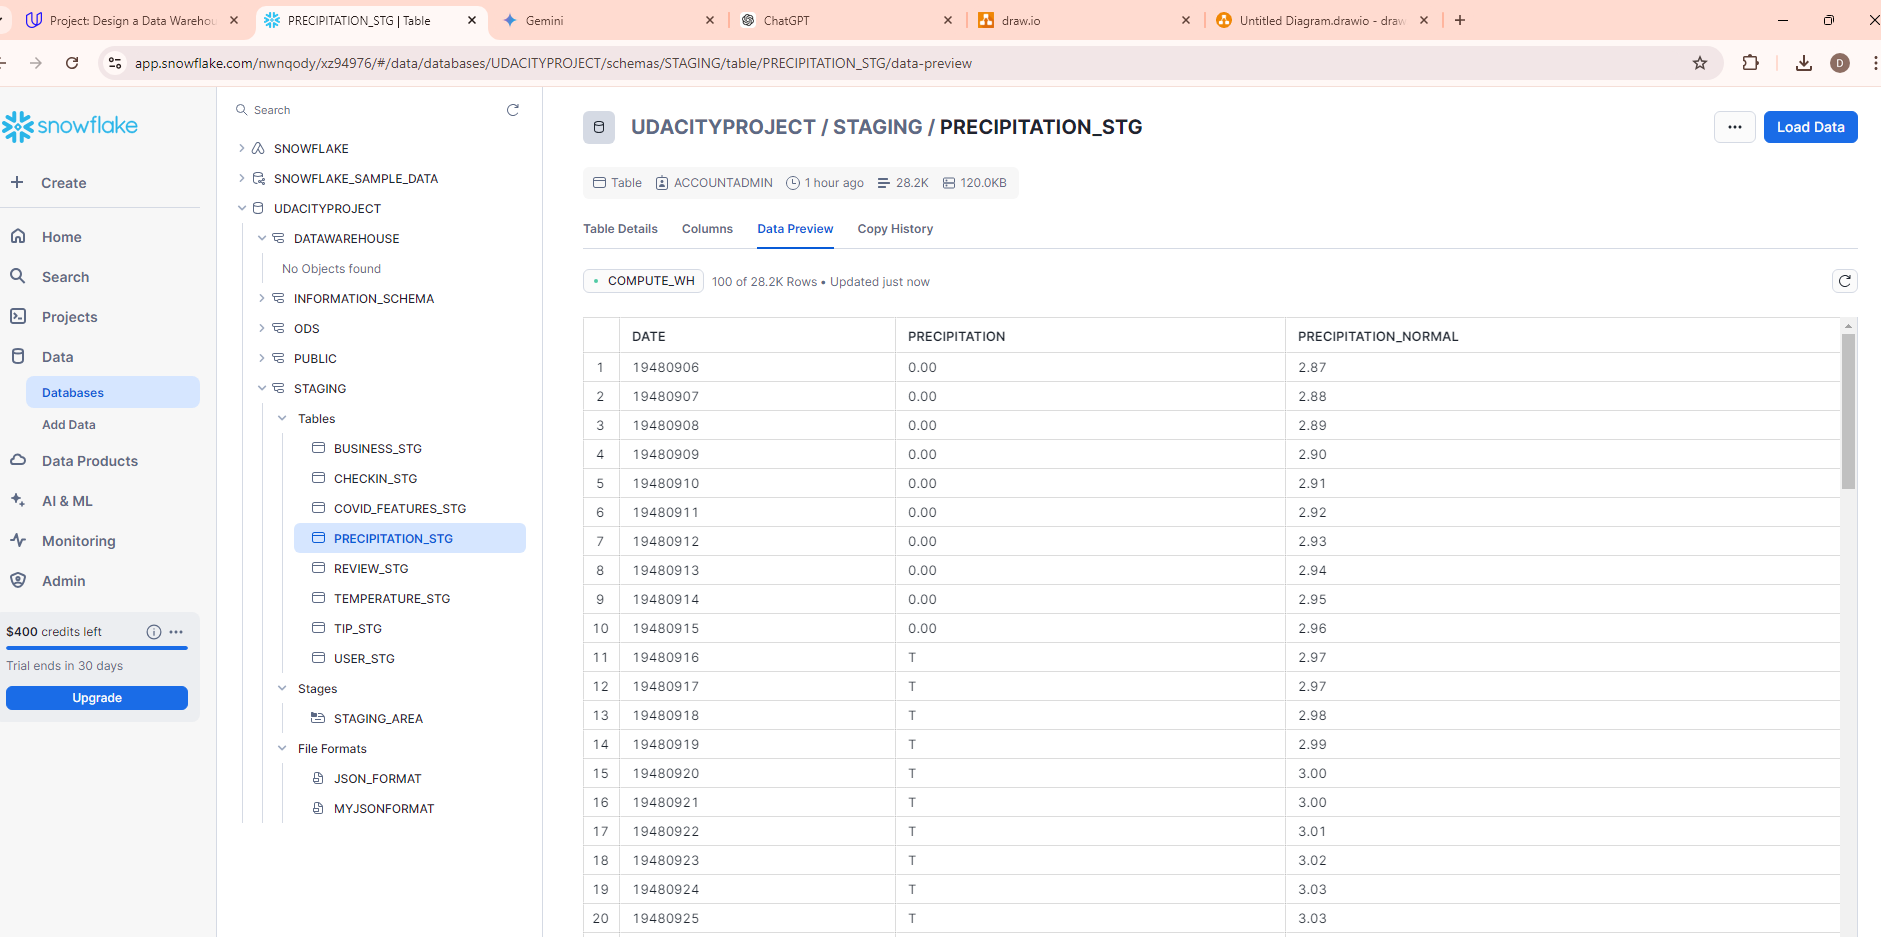 Project: Design a Data Warehou
PRECIPITATION_STG | Table
Gemini
ChatGPT
draw.io
Untitled Diagram.drawio - draw
app.snowflake.com/nwnqody/xz94976/#/data/databases/UDACITYPROJECT/schemas/STAGING/table/PRECIPITATION_STG/data-preview
D
snowflake
Create
Home
Search
Projects
Data
Databases
Add Data
Data Products
AI & ML
Monitoring
Admin
$400 credits left
Trial ends in 30 days
Upgrade
Search
SNOWFLAKE
SNOWFLAKE_SAMPLE_DATA
UDACITYPROJECT
DATAWAREHOUSE
No Objects found
INFORMATION_SCHEMA
ODS
PUBLIC
STAGING
Tables
BUSINESS_STG
CHECKIN_STG
COVID_FEATURES_STG
PRECIPITATION_STG
REVIEW_STG
TEMPERATURE_STG
TIP_STG
USER_STG
Stages
STAGING_AREA
File Formats
JSON_FORMAT
MYJSONFORMAT
UDACITYPROJECT / STAGING / PRECIPITATION_STG
Load Data
Table ACCOUNTADMIN 1 hour ago 28.2K 120.0KB
Table Details Columns Data Preview Copy History
COMPUTE_WH 100 of 28.2K Rows • Updated just now
DATE PRECIPITATION PRECIPITATION_NORMAL
1 19480906 0.00 2.87
2 19480907 0.00 2.88
3 19480908 0.00 2.89
4 19480909 0.00 2.90
5 19480910 0.00 2.91
6 19480911 0.00 2.92
7 19480912 0.00 2.93
8 19480913 0.00 2.94
9 19480914 0.00 2.95
10 19480915 0.00 2.96
11 19480916 T 2.97
12 19480917 T 2.97
13 19480918 T 2.98
14 19480919 T 2.99
15 19480920 T 3.00
16 19480921 T 3.00
17 19480922 T 3.01
18 19480923 T 3.02
19 19480924 T 3.03
20 19480925 T 3.03